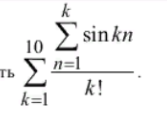 ть \sum_{k=1}^{10} \frac{\sum_{n=1}^{k} \sin kn}{k!}.